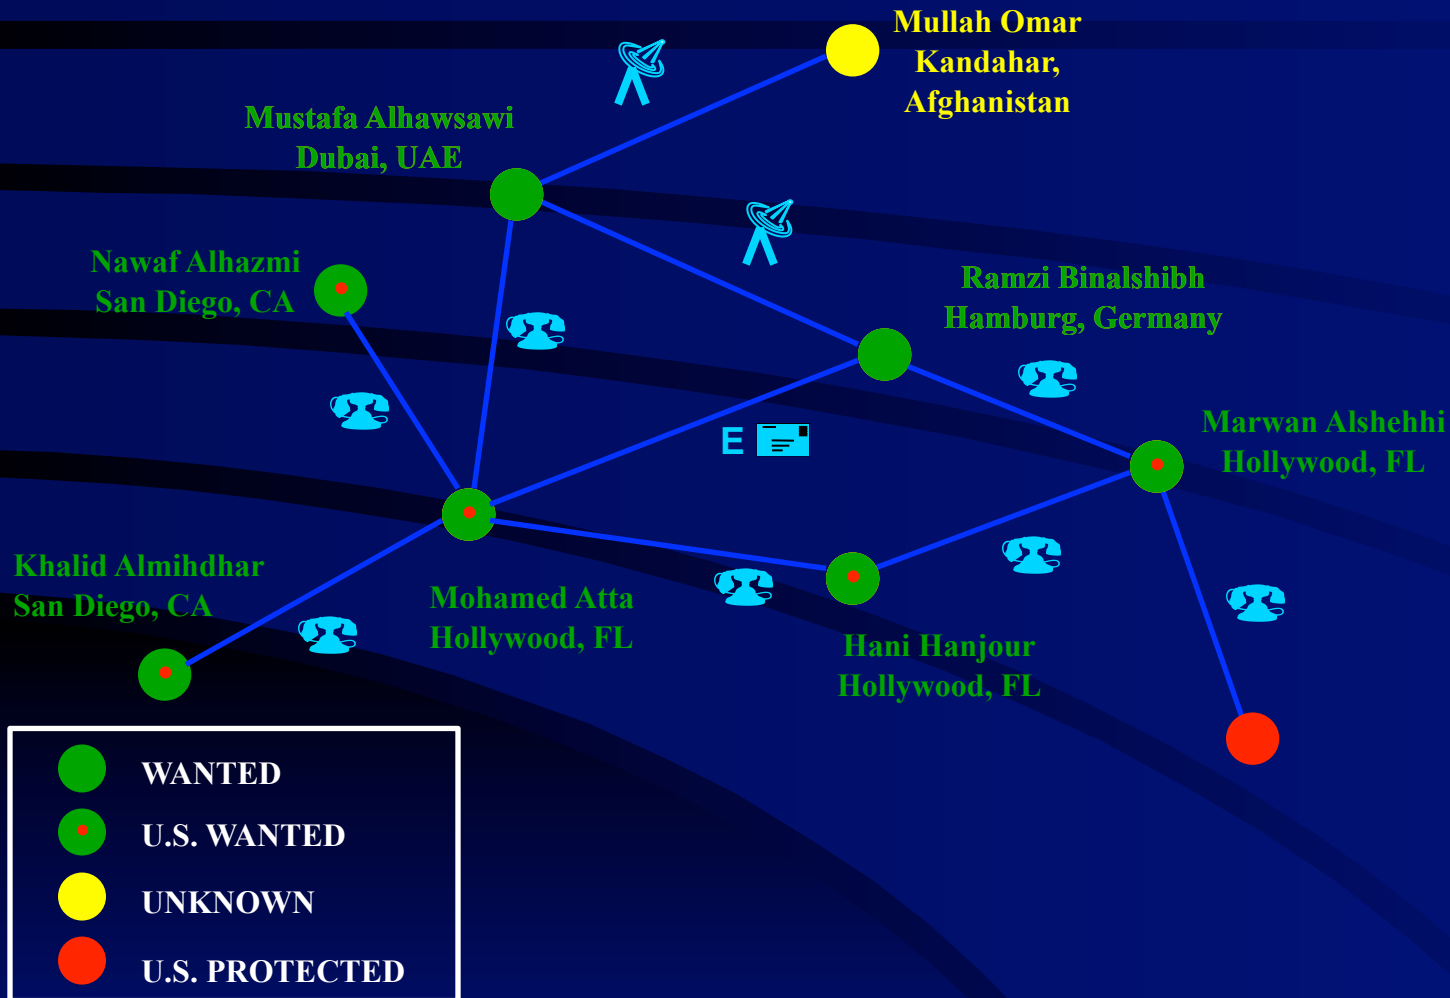 Mullah Omar
Kandahar,
Afghanistan
Mustafa Alhawsawi
Dubai, UAE
Nawaf Alhazmi
San Diego, CA
Ramzi Binalshibh
Hamburg, Germany
Marwan Alshehhi
Hollywood, FL
E
Khalid Almihdhar
San Diego, CA
Mohamed Atta
Hollywood, FL
Hani Hanjour
Hollywood, FL
WANTED
U.S. WANTED
UNKNOWN
U.S. PROTECTED